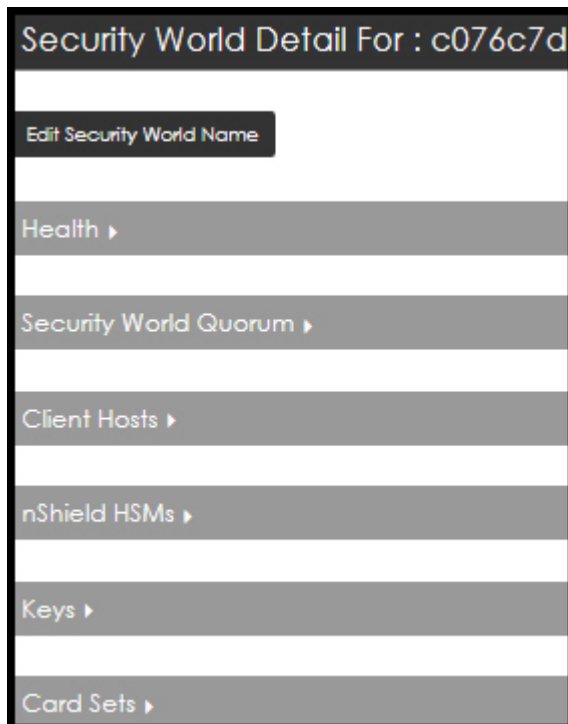 Security World Detail For : c076c7d
Edit Security World Name
Health
Security World Quorum
Client Hosts
nShield HSMs
Keys
Card Sets